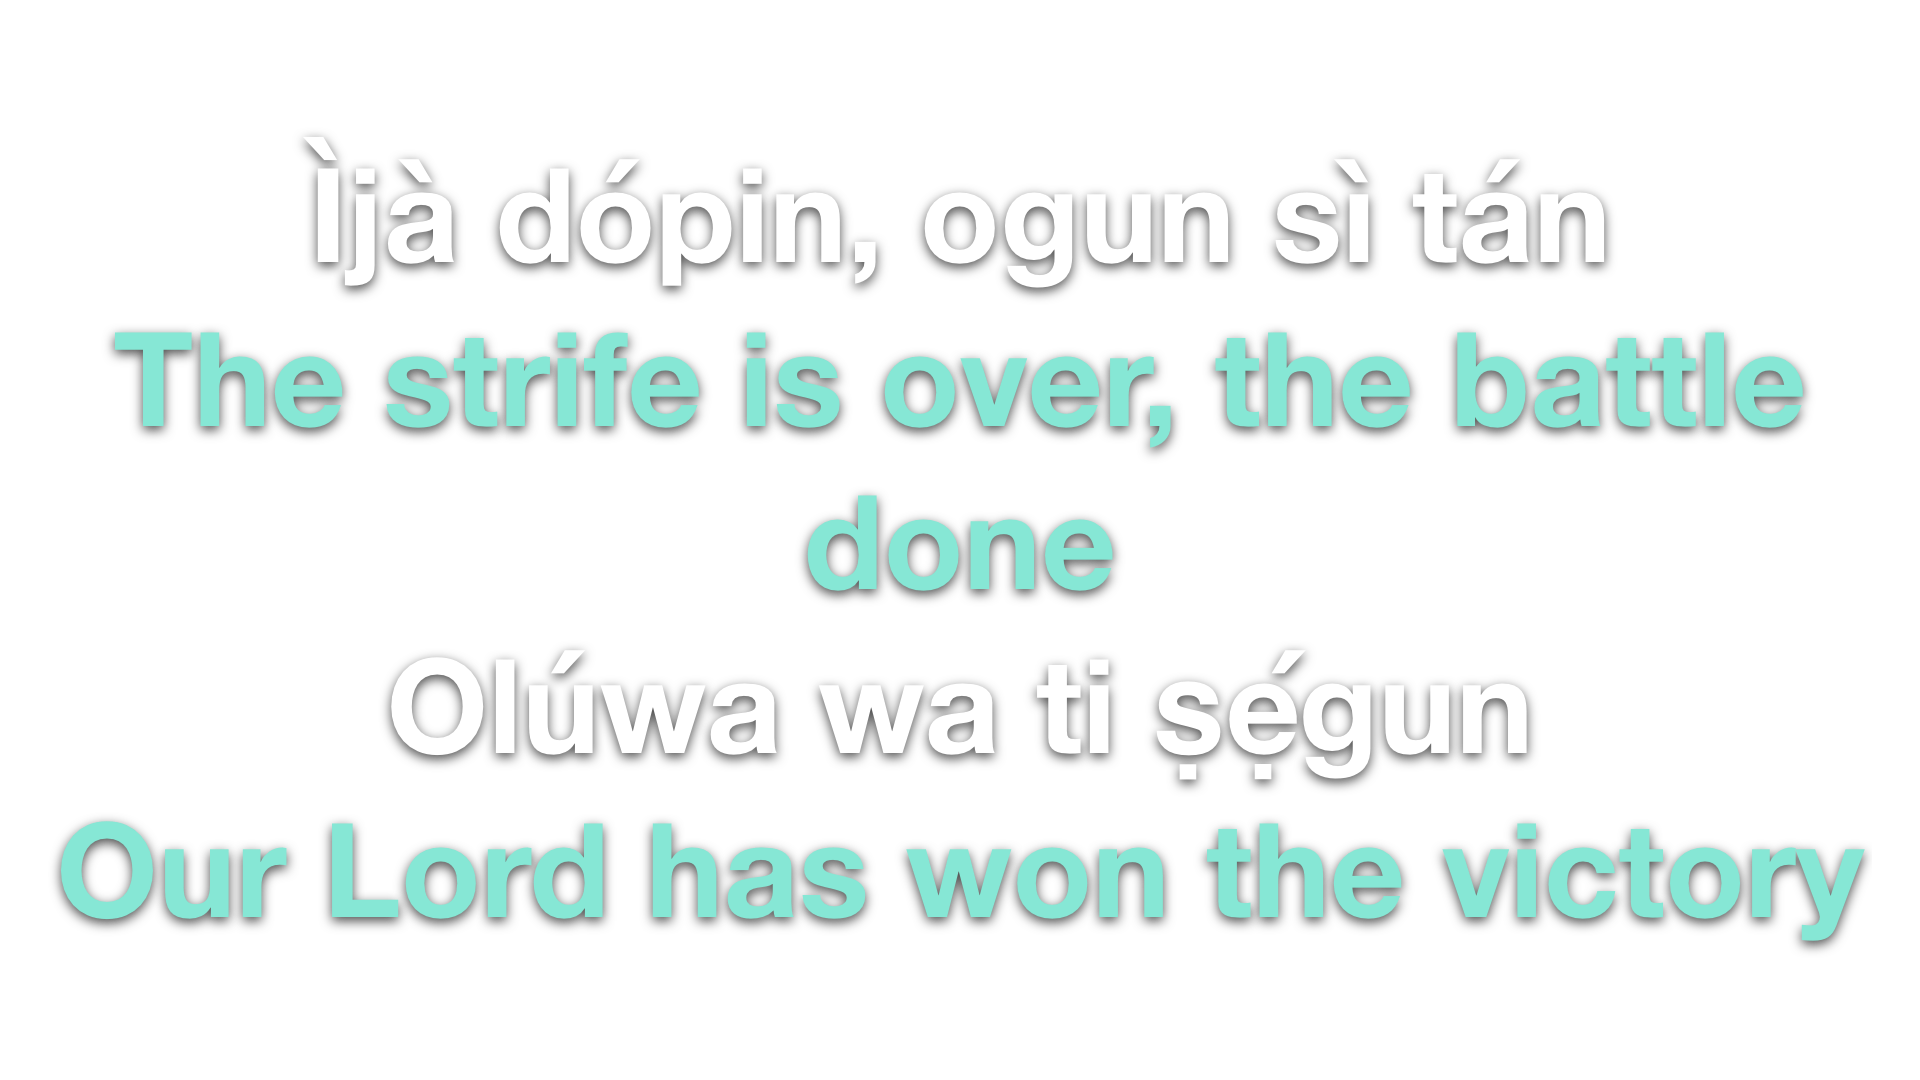 Ìjà dópin, ogun sì tán
The strife is over, the battle
done
Olúwa wa ti ṣẹ́gun
Our Lord has won the victory